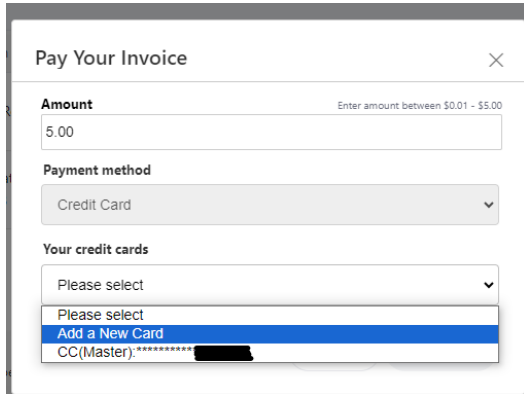 Pay Your Invoice
Amount
Enter amount between $0.01 - $5.00
5.00
Payment method
Credit Card
Your credit cards
Please select
Please select
Add a New Card
CC(Master):***********